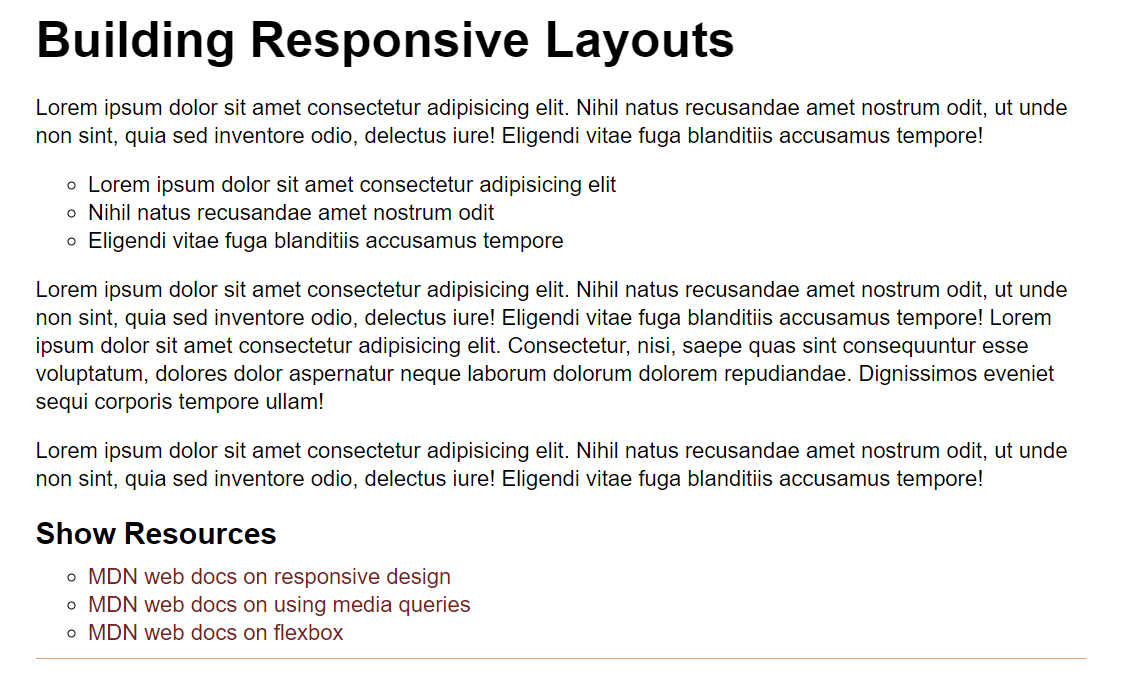 Building Responsive Layouts
Lorem ipsum dolor sit amet consectetur adipisicing elit. Nihil natus recusandae amet nostrum odit, ut unde
non sint, quia sed inventore odio, delectus iure! Eligendi vitae fuga blanditiis accusamus tempore!
Lorem ipsum dolor sit amet consectetur adipisicing elit
Nihil natus recusandae amet nostrum odit
Eligendi vitae fuga blanditiis accusamus tempore
Lorem ipsum dolor sit amet consectetur adipisicing elit. Nihil natus recusandae amet nostrum odit, ut unde
non sint, quia sed inventore odio, delectus iure! Eligendi vitae fuga blanditiis accusamus tempore! Lorem
ipsum dolor sit amet consectetur adipisicing elit. Consectetur, nisi, saepe quas sint consequuntur esse
voluptatum, dolores dolor aspernatur neque laborum dolorum dolorem repudiandae. Dignissimos eveniet
sequi corporis tempore ullam!
Lorem ipsum dolor sit amet consectetur adipisicing elit. Nihil natus recusandae amet nostrum odit, ut unde
non sint, quia sed inventore odio, delectus iure! Eligendi vitae fuga blanditiis accusamus tempore!
Show Resources
MDN web docs on responsive design
MDN web docs on using media queries
MDN web docs on flexbox